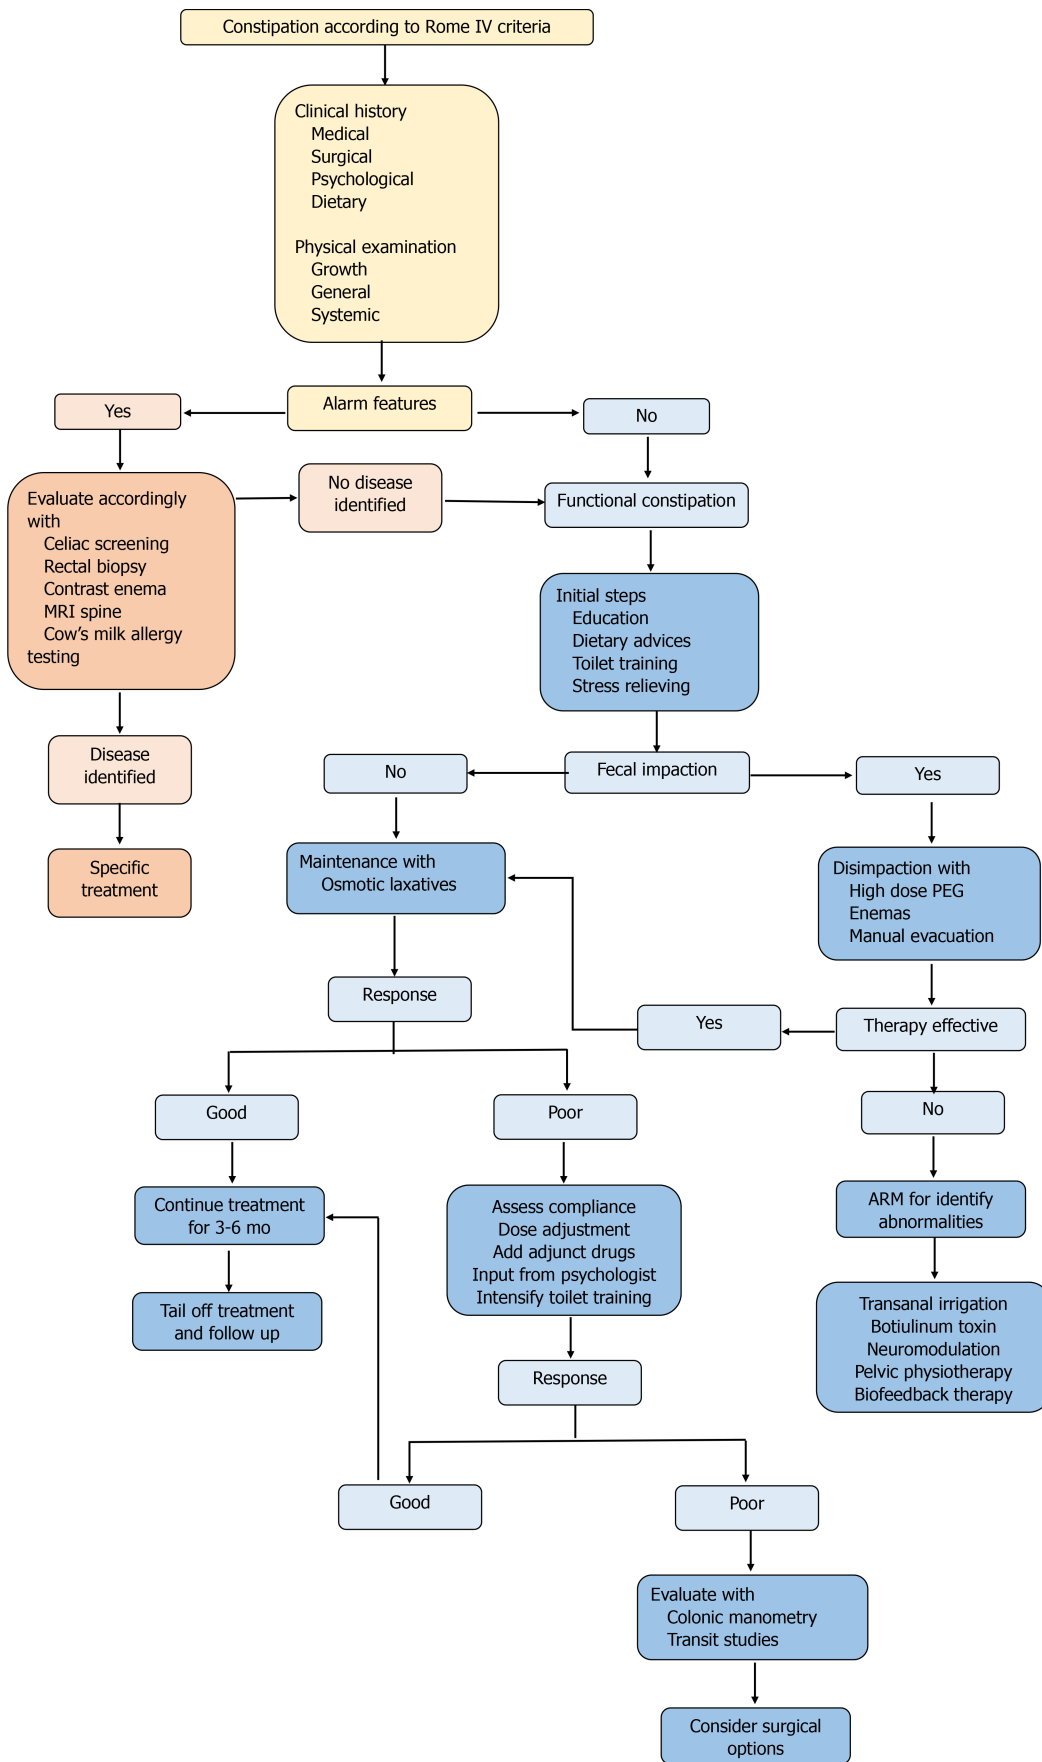 Constipation according to Rome IV criteria
Clinical history
Medical
Surgical
Psychological
Dietary
Physical examination
Growth
General
Systemic
Yes
Alarm features
No
Evaluate accordingly
with
Celiac screening
Rectal biopsy
Contrast enema
MRI spine
Cow's milk allergy
testing
No disease
identified
Functional constipation
Initial steps
Education
Dietary advices
Toilet training
Stress relieving
Disease
identified
Specific
treatment
No
Fecal impaction
Yes
Maintenance with
Osmotic laxatives
Disimpaction with
High dose PEG
Enemas
Manual evacuation
Response
Yes
Therapy effective
Good
Poor
No
Continue treatment
for 3-6 mo
Assess compliance
Dose adjustment
Add adjunct drugs
Input from psychologist
Intensify toilet training
ARM for identify
abnormalities
Tail off treatment
and follow up
Transanal irrigation
Botiulinum toxin
Neuromodulation
Pelvic physiotherapy
Biofeedback therapy
Response
Good
Poor
Evaluate with
Colonic manometry
Transit studies
Consider surgical
options